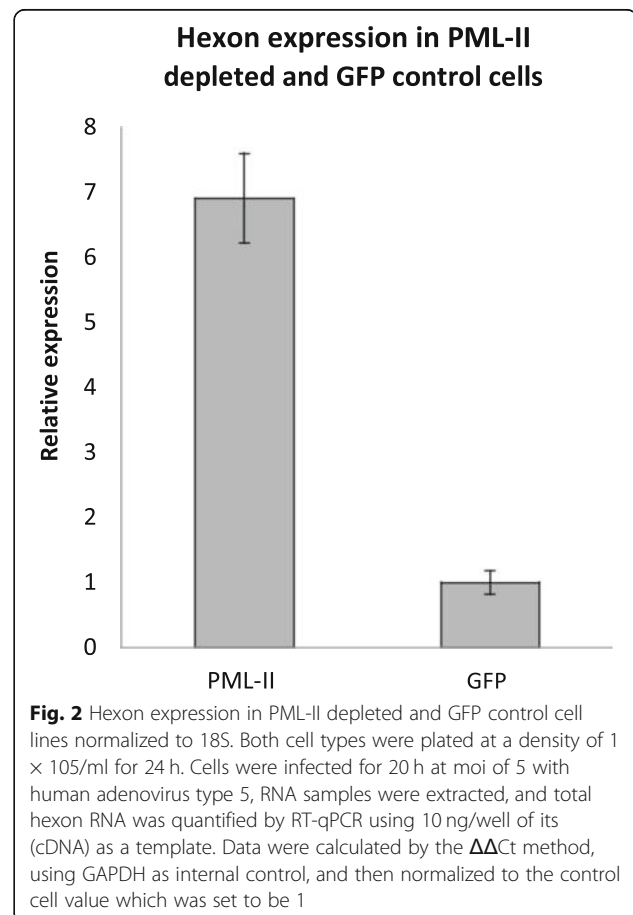 Hexon expression in PML-II
depleted and GFP control cells
8
7
6
5
4
3
2
1
0
Relative expression
PML-II GFP
Fig. 2 Hexon expression in PML-II depleted and GFP control cell
lines normalized to 18S. Both cell types were plated at a density of 1
× 105/ml for 24 h. Cells were infected for 20 h at moi of 5 with
human adenovirus type 5, RNA samples were extracted, and total
hexon RNA was quantified by RT-qPCR using 10 ng/well of its
(cDNA) as a template. Data were calculated by the ΔΔCt method,
using GAPDH as internal control, and then normalized to the control
cell value which was set to be 1